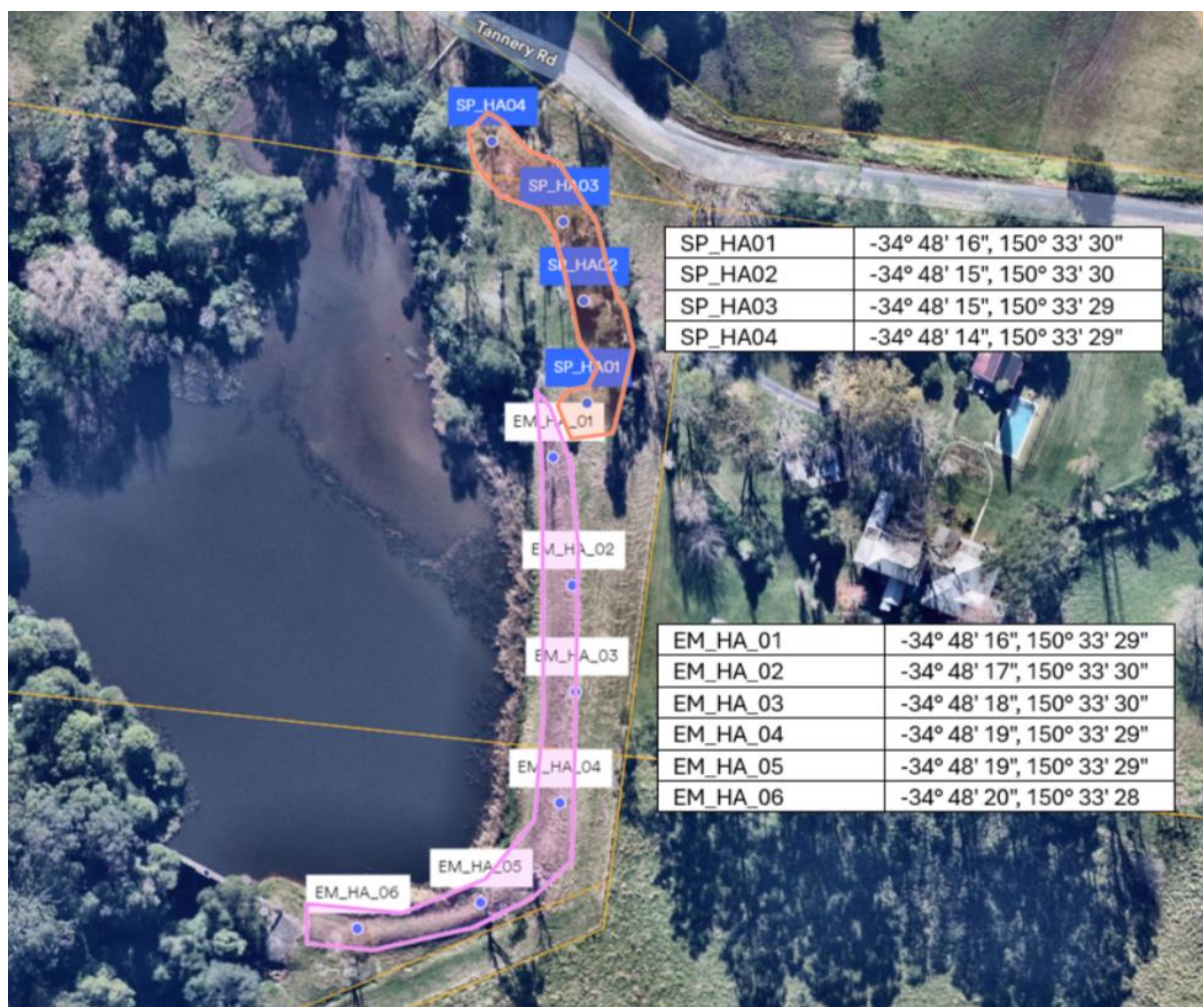 Tannery Rd
SP_HA04
SP_HA03
SP_HA02
SP_HA01
SP_HA01 -34° 48' 16", 150° 33' 30"
SP_HA02 -34° 48' 15", 150° 33' 30
SP_HA03 -34° 48' 15", 150° 33' 29
SP_HA04 -34° 48' 14", 150° 33' 29"
EM_HA_01
EM_HA_02
EM_HA_03
EM_HA_04
EM_HA_05
EM_HA_06
EM_HA_01 -34° 48' 16", 150° 33' 29"
EM_HA_02 -34° 48' 17", 150° 33' 30"
EM_HA_03 -34° 48' 18", 150° 33' 30"
EM_HA_04 -34° 48' 19", 150° 33' 29"
EM_HA_05 -34° 48' 19", 150° 33' 29"
EM_HA_06 -34° 48' 20", 150° 33' 28